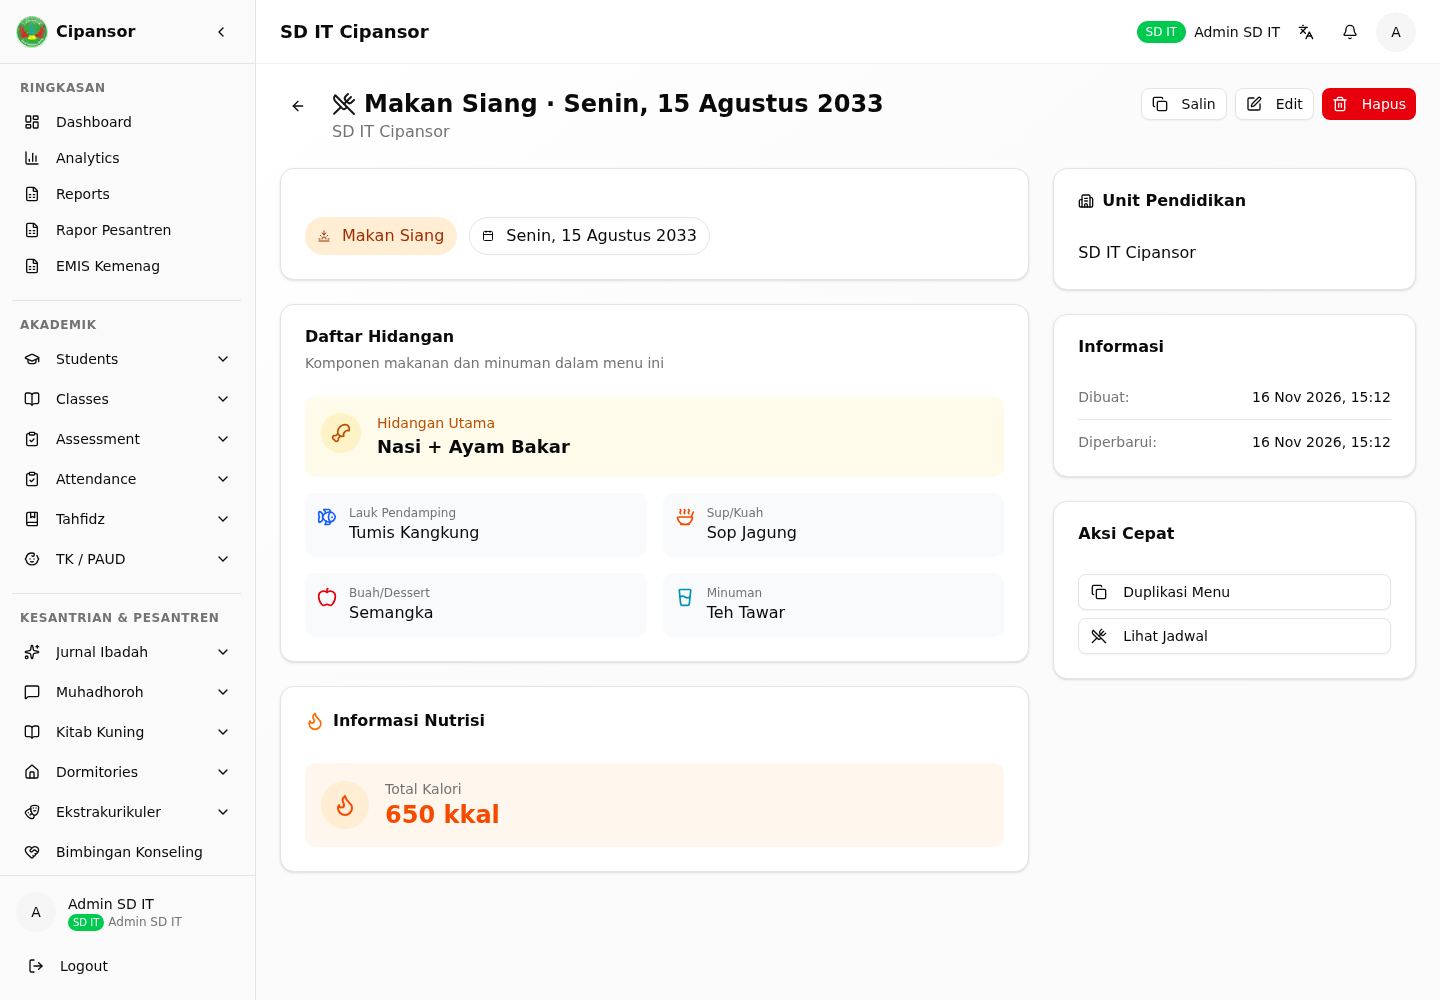 Cipansor
RINGKASAN
Dashboard
Analytics
Reports
Rapor Pesantren
EMIS Kemenag
AKADEMIK
Students
Classes
Assessment
Attendance
Tahfidz
TK / PAUD
KESANTRIAN & PESANTREN
Jurnal Ibadah
Muhadhoroh
Kitab Kuning
Dormitories
Ekstrakurikuler
Bimbingan Konseling
A
Admin SD IT
SD IT Admin SD IT
Logout
SD IT Cipansor
SD IT Admin SD IT A
Makan Siang · Senin, 15 Agustus 2033
SD IT Cipansor
Salin Edit Hapus
Makan Siang Senin, 15 Agustus 2033
Daftar Hidangan
Komponen makanan dan minuman dalam menu ini
Hidangan Utama
Nasi + Ayam Bakar
Lauk Pendamping
Tumis Kangkung
Sup/Kuah
Sop Jagung
Buah/Dessert
Semangka
Minuman
Teh Tawar
Informasi Nutrisi
Total Kalori
650 kkal
Unit Pendidikan
SD IT Cipansor
Informasi
Dibuat: 16 Nov 2026, 15:12
Diperbarui: 16 Nov 2026, 15:12
Aksi Cepat
Duplikasi Menu
Lihat Jadwal